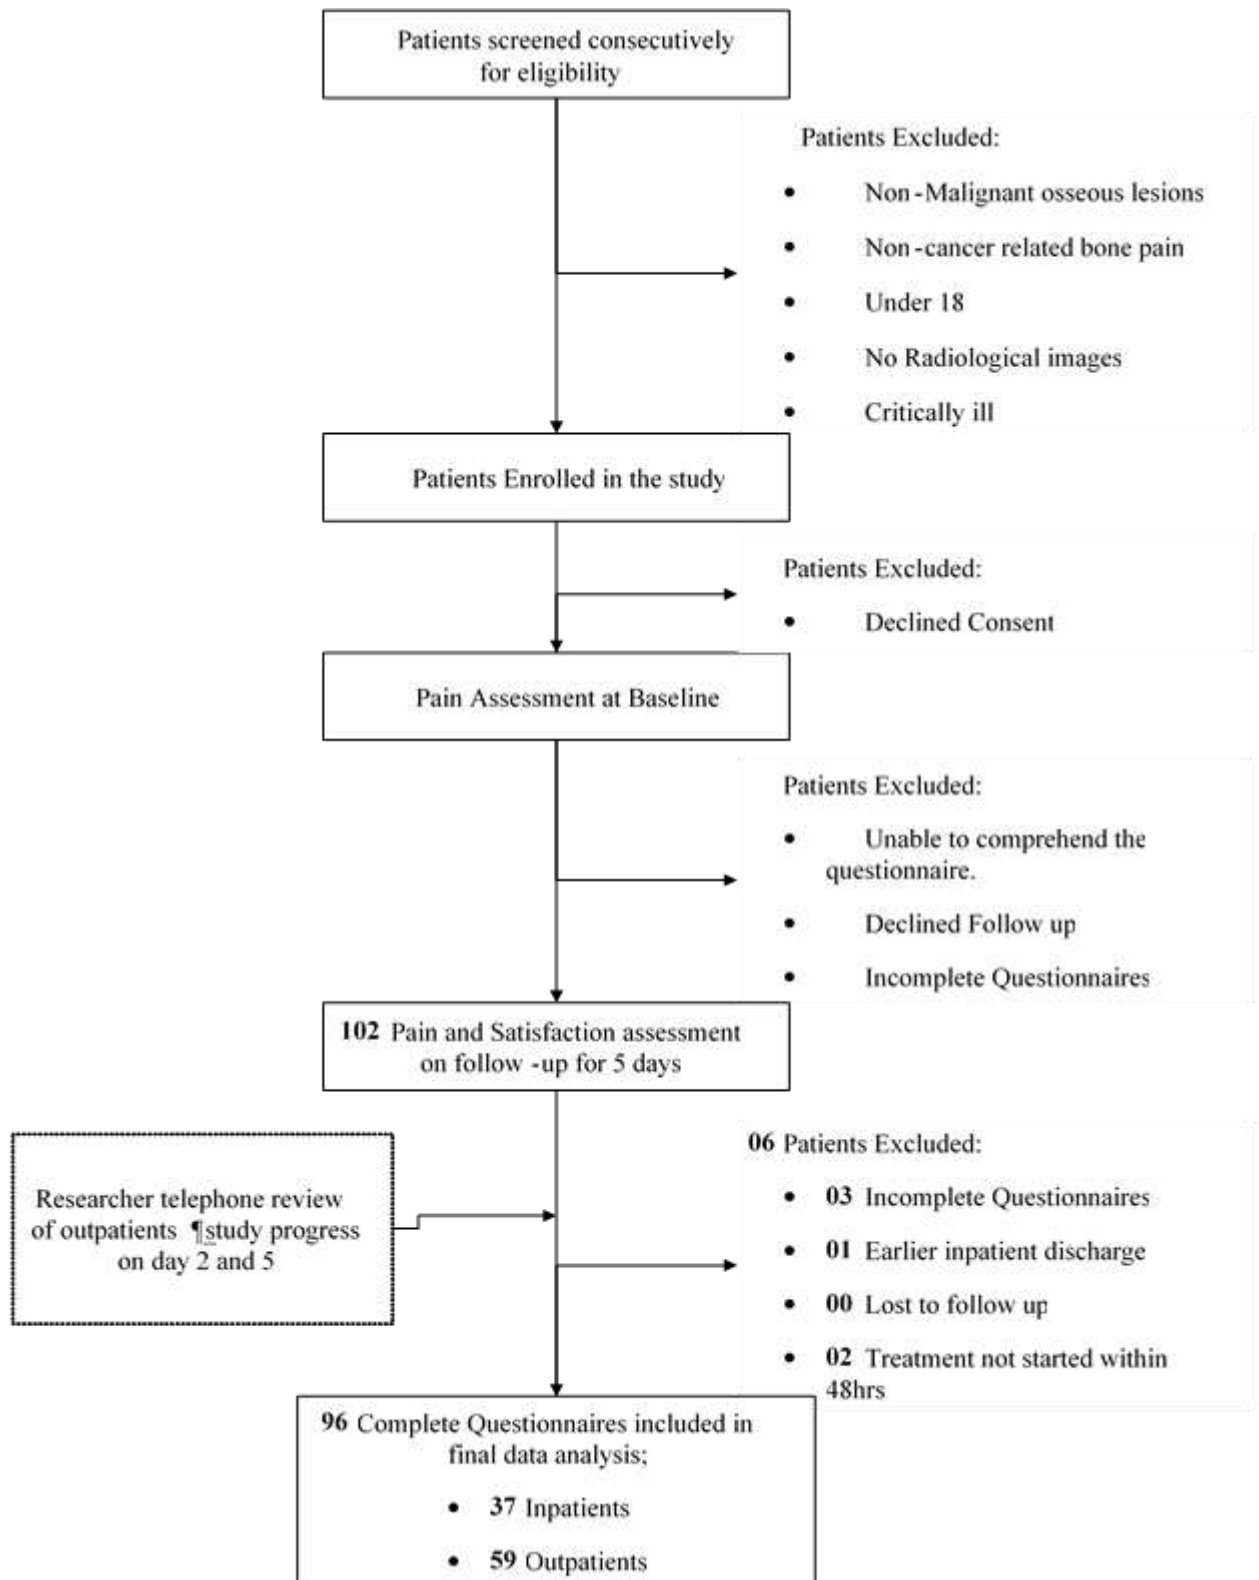 Patients screened consecutively
for eligibility
Patients Excluded:
• Non-Malignant osseous lesions
• Non-cancer related bone pain
• Under 18
• No Radiological images
• Critically ill
Patients Enrolled in the study
Patients Excluded:
• Declined Consent
Pain Assessment at Baseline
Patients Excluded:
• Unable to comprehend the
questionnaire.
• Declined Follow up
• Incomplete Questionnaires
102 Pain and Satisfaction assessment
on follow -up for 5 days
Researcher telephone review
of outpatients ¶study progress
on day 2 and 5
06 Patients Excluded:
• 03 Incomplete Questionnaires
• 01 Earlier inpatient discharge
• 00 Lost to follow up
• 02 Treatment not started within
48hrs
96 Complete Questionnaires included in
final data analysis;
• 37 Inpatients
• 59 Outpatients